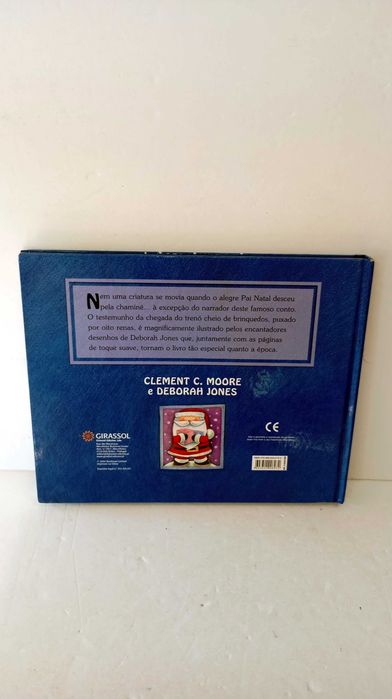 Nem uma criatura se movia quando o alegre Pai Natal desceu
pela chaminé... à excepção do narrador deste famoso conto.
O testemunho da chegada do trenó cheio de brinquedos, puxado
por oito renas, é magnificamente ilustrado pelos encantadores
desenhos de Deborah Jones que, juntamente com as páginas
de toque suave, tornam o livro tão especial quanto a época.
CLEMENT C. MOORE
e DEBORAH JONES
GIRASSOL
CE